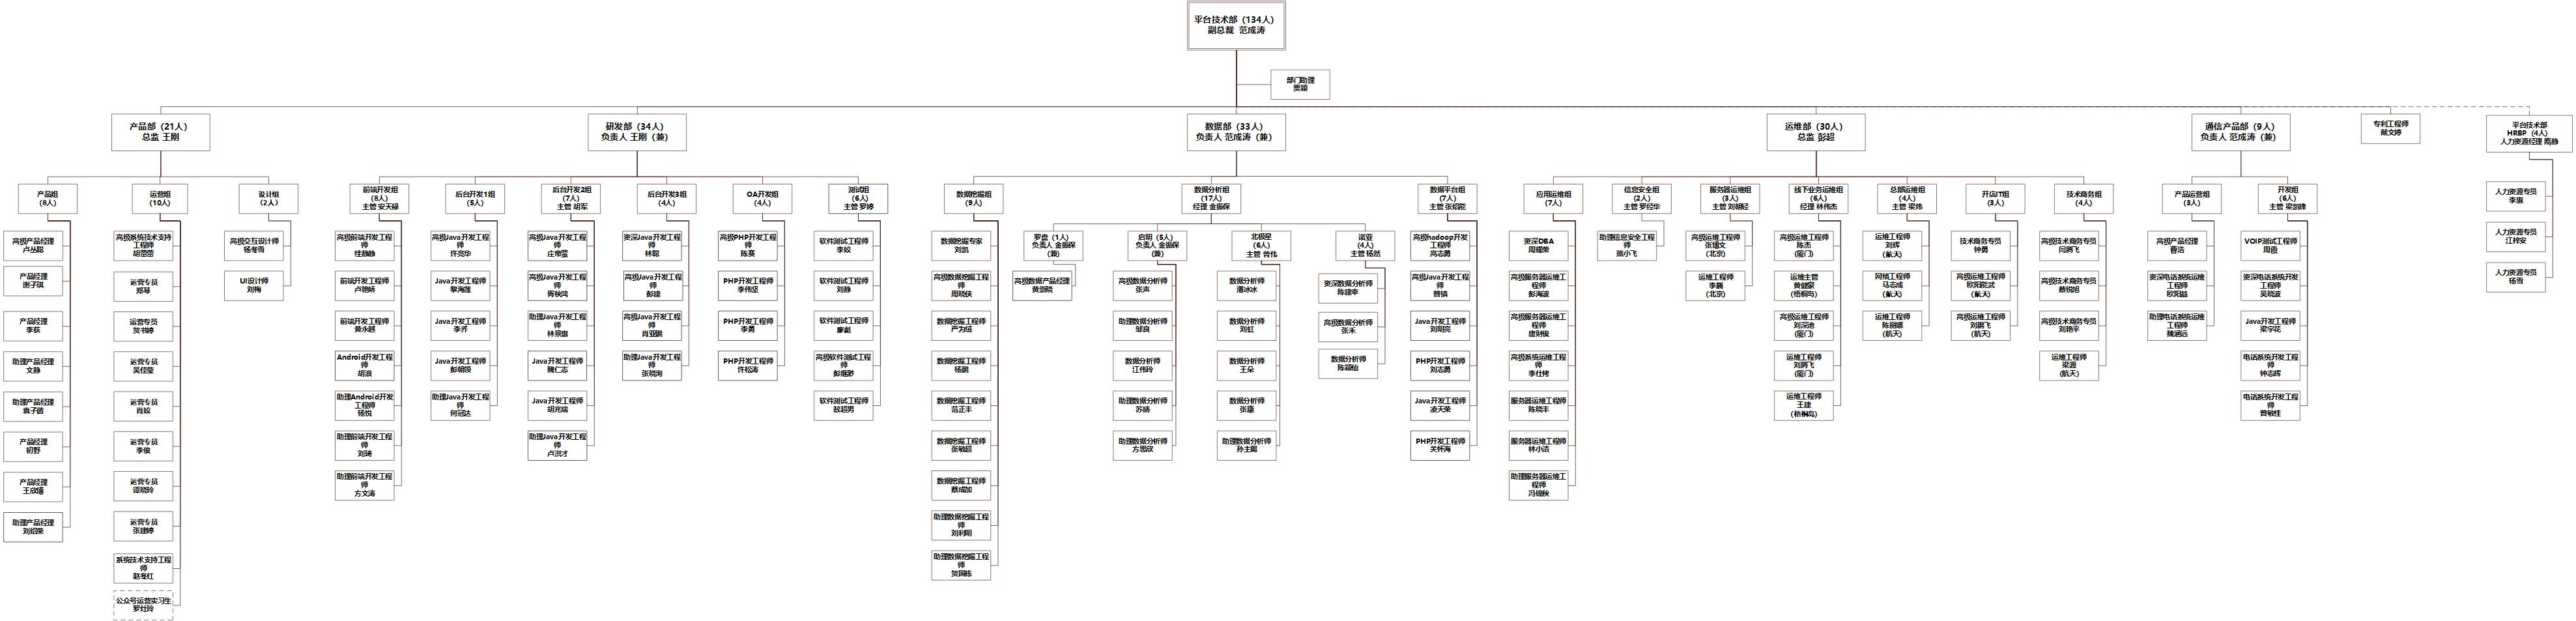 平台技术部（134人）
副总裁 范成涛
部门助理
贾踏
产品部（21人）
总监 王刚
研发部（34人）
负责人 王刚（兼）
数据部（33人）
负责人 范成涛（兼）
运维部（30人）
总监 彭超
通信产品部（9人）
负责人 范成涛（兼）
专利工程师
戴文婷
平台技术部
HRBP（4人）
人力资源经理 隋静
产品组
（8人）
运营组
（10人）
设计组
（2人）
前端开发组
（8人）
主管 安天禄
后台开发1组
（5人）
后台开发2组
（7人）
主管 胡军
后台开发3组
（4人）
OA开发组
（4人）
测试组
（6人）
主管 罗婷
数据挖掘组
（9人）
数据分析组
（17人）
经理 金振保
数据平台组
（7人）
主管 张绍能
应用运维组
（7人）
信息安全组
（2人）
主管 罗经华
服务器运维组
（3人）
主管 刘朝轻
线下业务运维组
（6人）
经理 林伟杰
总部运维组
（4人）
主管 梁炜
开店IT组
（3人）
技术商务组
（4人）
产品运营组
（3人）
开发组
（6人）
主管 梁凯锋
罗盘（1人）
负责人 金振保
（兼）
启明（5人）
负责人 金振保
（兼）
北极星
（6人）
主管 曾伟
诺亚
（4人）
主管 杨然
高级产品经理
卢丛聪
产品经理
谢子琪
产品经理
李荻
助理产品经理
文静
助理产品经理
袁子茵
产品经理
初野
产品经理
王欣嬉
助理产品经理
刘绍荣
高级系统技术支持
工程师
胡蕾蕾
运营专员
郑琴
运营专员
贺书婷
运营专员
吴佳莹
运营专员
肖姣
运营专员
李俊
运营专员
谭晓玲
运营专员
张建婷
系统技术支持工程
师
赵冬红
公众号运营实习生
罗灶玲
高级交互设计师
杨冬雪
UI设计师
刘梅
高级前端开发工程
师
桂静静
前端开发工程师
卢艳娇
前端开发工程师
黄永越
Android开发工程师
胡浪
助理Android开发
工程师
杨悦
助理前端开发工程
师
刘琦
助理前端开发工程
师
方文涛
高级Java开发工程
师
许亮华
Java开发工程师
黎海莲
Java开发工程师
李养
Java开发工程师
彭朝领
助理Java开发工程
师
何冠达
高级Java开发工程
师
庄帝莹
高级Java开发工程
师
胥秋鸿
助理Java开发工程
师
林景崽
Java开发工程师
魏仁志
Java开发工程师
胡兆瑞
助理Java开发工程
师
卢洪才
资深Java开发工程
师
林聪
高级Java开发工程
师
彭建
高级Java开发工程
师
肖亚鹏
助理Java开发工程
师
张晓洵
高级PHP开发工程
师
陈赛
PHP开发工程师
李伟坚
PHP开发工程师
李勇
PHP开发工程师
许松涛
软件测试工程师
李姣
软件测试工程师
刘静
软件测试工程师
廖彪
高级软件测试工程
师
彭继渺
软件测试工程师
敖超男
数据挖掘专家
刘凯
高级数据挖掘工程
师
周晓侠
数据挖掘工程师
产为恒
数据挖掘工程师
杨鹏
数据挖掘工程师
范正丰
数据挖掘工程师
张敏超
数据挖掘工程师
蔡成加
助理数据挖掘工程
师
刘利明
助理数据挖掘工程
师
贺国栋
高级数据产品经理
黄崇晓
高级数据分析师
张声
助理数据分析师
邹良
数据分析师
江伟玲
助理数据分析师
苏晴
助理数据分析师
方思欣
数据分析师
潘冰冰
数据分析师
刘虹
数据分析师
王朵
数据分析师
张康
助理数据分析师
孙主赐
资深数据分析师
陈建幸
高级数据分析师
张禾
数据分析师
陈颖仙
高级hadoop开发
工程师
高志勇
高级Java开发工程
师
曾镇
Java开发工程师
刘明亮
PHP开发工程师
刘志勇
Java开发工程师
凌天荣
PHP开发工程师
关怀海
资深DBA
周耀荣
高级服务器运维工
程师
彭海波
高级服务器运维工
程师
唐财俊
高级系统运维工程
师
李仕烤
服务器运维工程师
陈晓丰
服务器运维工程师
林小洁
助理服务器运维工
程师
冯锦秋
助理信息安全工程
师
熊小飞
高级运维工程师
张镭文
（北京）
运维工程师
李巍
（北京）
高级运维工程师
陈杰
（厦门）
运维主管
黄健家
（梧桐岛）
高级运维工程师
刘深池
（厦门）
运维工程师
刘腾飞
（厦门）
运维工程师
王建
（梧桐岛）
运维工程师
刘辉
（航天）
网络工程师
马志成
（航天）
运维工程师
陈丽娜
（航天）
技术商务专员
钟勇
高级运维工程师
欧阳能武
（航天）
高级运维工程师
刘鹏飞
（航天）
高级技术商务专员
闫腾飞
高级技术商务专员
蔡锐旭
高级技术商务专员
刘艳平
运维工程师
梁源
（航天）
高级产品经理
曹浩
资深电话系统运维
工程师
欧阳益
助理电话系统运维
工程师
魏涵远
VOIP测试工程师
周霞
资深电话系统开发
工程师
吴晓波
Java开发工程师
梁宇花
电话系统开发工程
师
钟志辉
电话系统开发工程
师
曾敏佳
人力资源专员
李崽
人力资源专员
江梓安
人力资源专员
杨雪